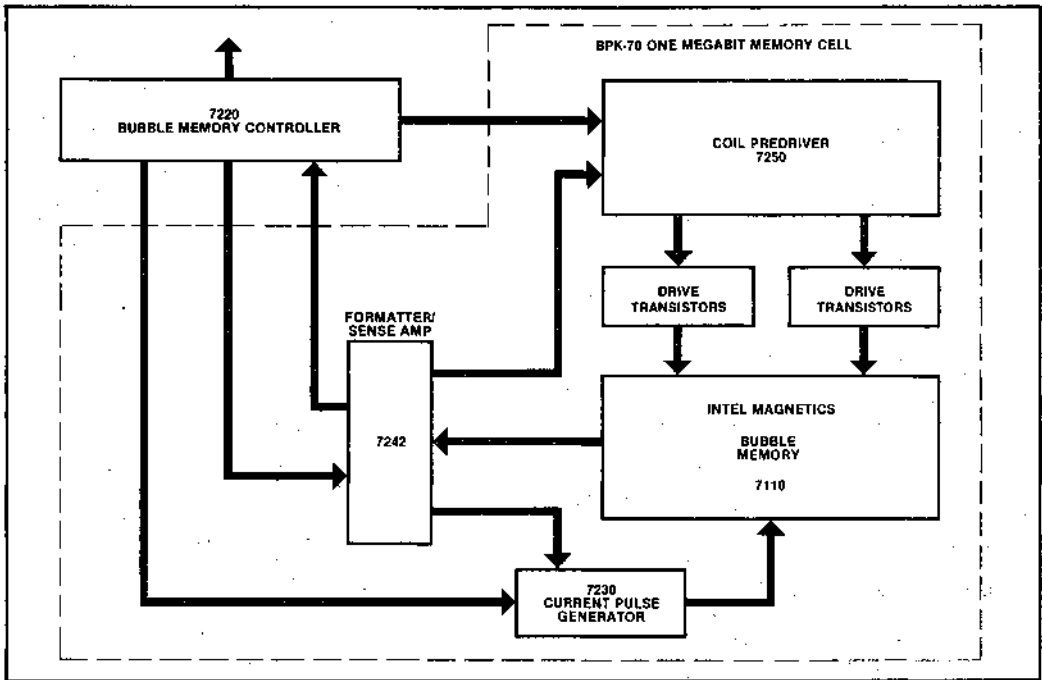 BPK-70 ONE MEGABIT MEMORY CELL
7220
BUBBLE MEMORY CONTROLLER
COIL PREDRIVER
7250
DRIVE
TRANSISTORS
DRIVE
TRANSISTORS
FORMATTER/
SENSE AMP
7242
INTEL MAGNETICS
BUBBLE
MEMORY
7110
7230
CURRENT PULSE
GENERATOR